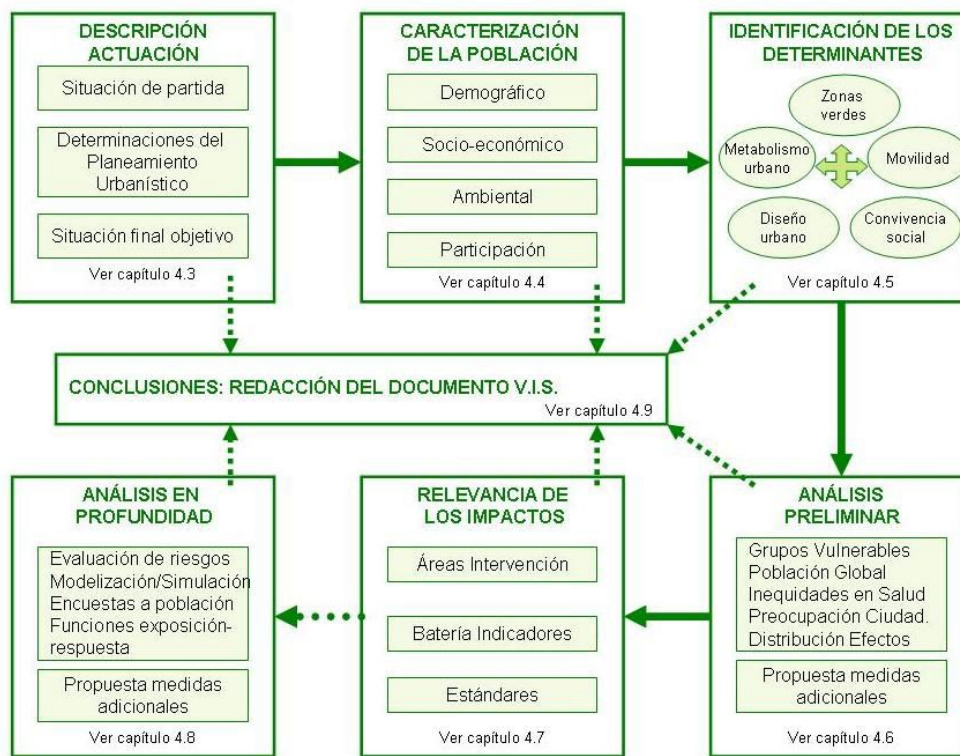 DESCRIPCIÓN
ACTUACIÓN
Situación de partida
Determinaciones del
Planeamiento
Urbanístico
Situación final objetivo
Ver capítulo 4.3
CARACTERIZACIÓN
DE LA POBLACIÓN
Demográfico
Socio-económico
Ambiental
Participación
Ver capítulo 4.4
IDENTIFICACIÓN DE LOS
DETERMINANTES
Zonas
verdes
Metabolismo
urbano
Movilidad
Diseño
urbano
Convivencia
social
Ver capítulo 4.5
CONCLUSIONES: REDACCIÓN DEL DOCUMENTO V.I.S.
Ver capítulo 4.9
ANÁLISIS EN
PROFUNDIDAD
Evaluación de riesgos
Modelización/Simulación
Encuestas a población
Funciones exposición-
respuesta
Propuesta medidas
adicionales
Ver capítulo 4.8
RELEVANCIA DE
LOS IMPACTOS
Áreas Intervención
Batería Indicadores
Estándares
Ver capítulo 4.7
ANÁLISIS
PRELIMINAR
Grupos Vulnerables
Población Global
Inequidades en Salud
Preocupación Ciudad.
Distribución Efectos
Propuesta medidas
adicionales
Ver capítulo 4.6